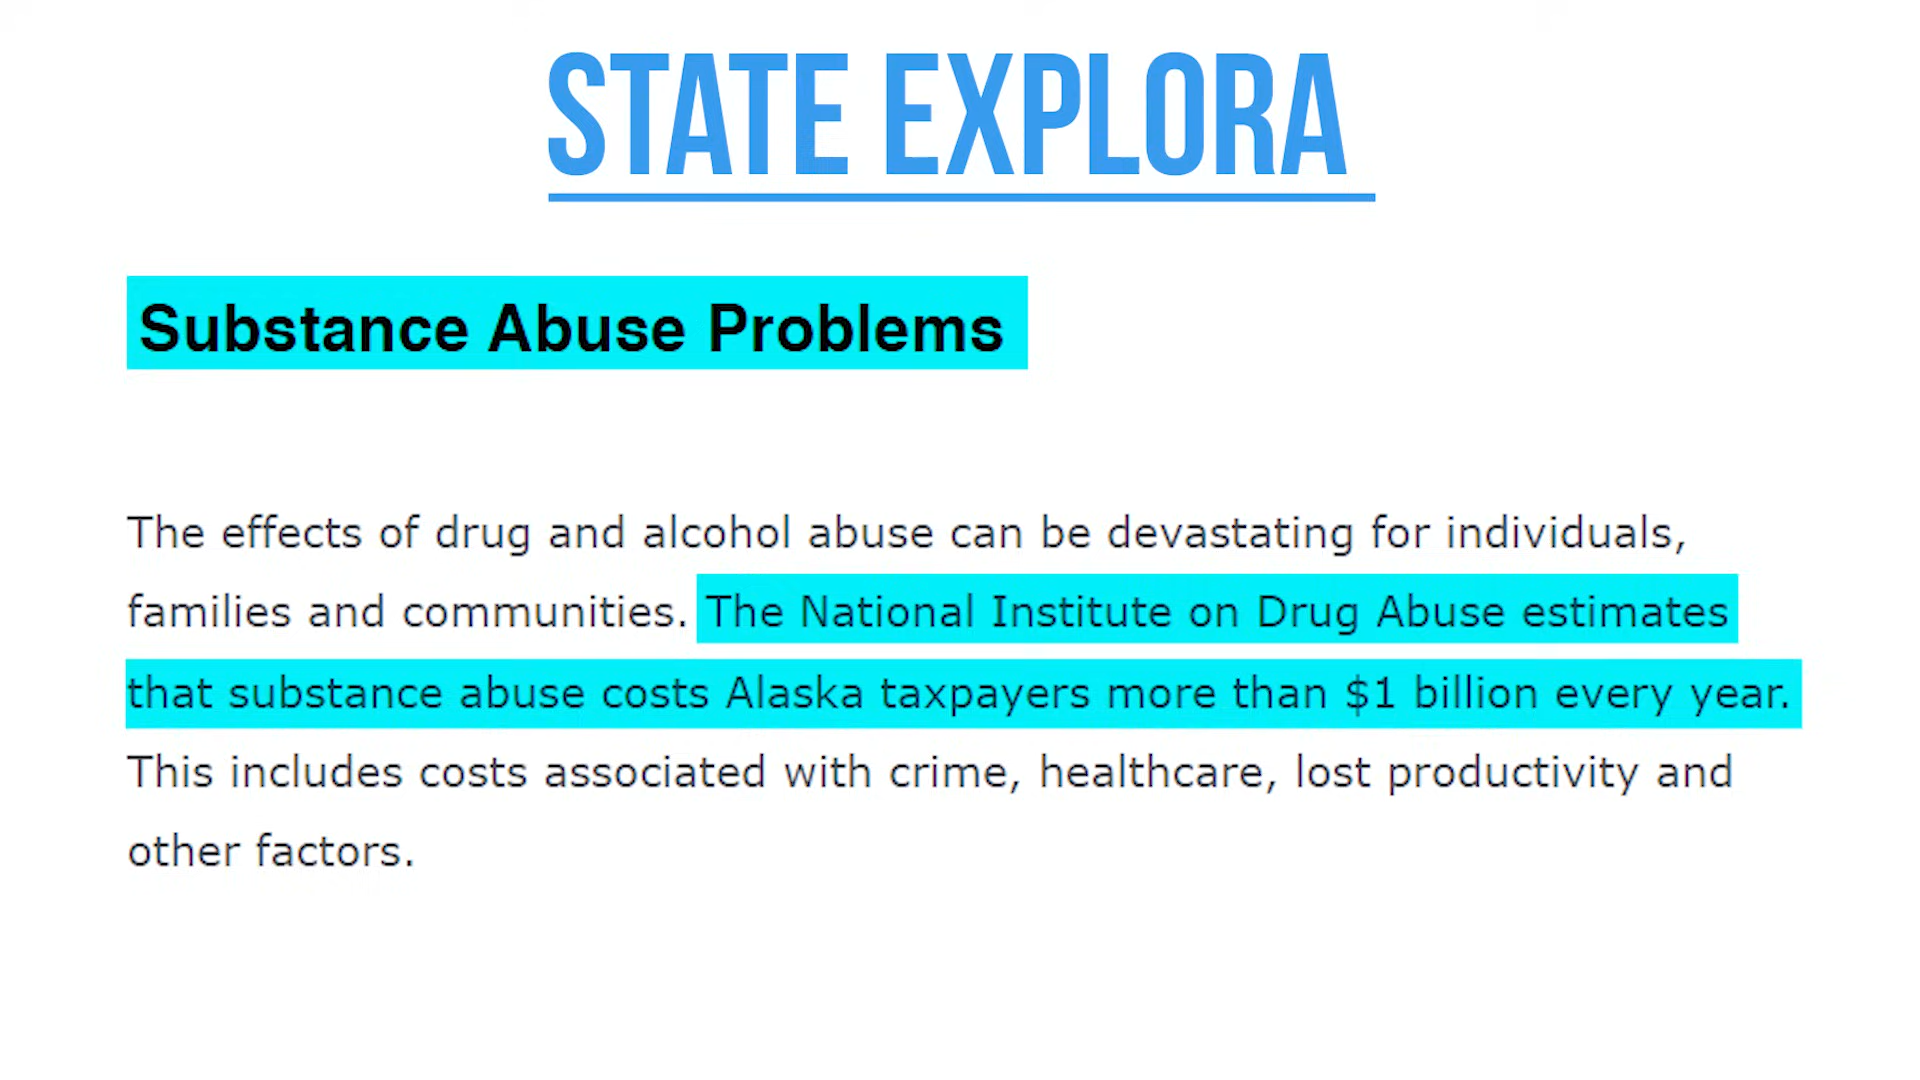 STATE EXPLORA
Substance Abuse Problems
The effects of drug and alcohol abuse can be devastating for individuals,
families and communities. The National Institute on Drug Abuse estimates
that substance abuse costs Alaska taxpayers more than $1 billion every year.
This includes costs associated with crime, healthcare, lost productivity and
other factors.